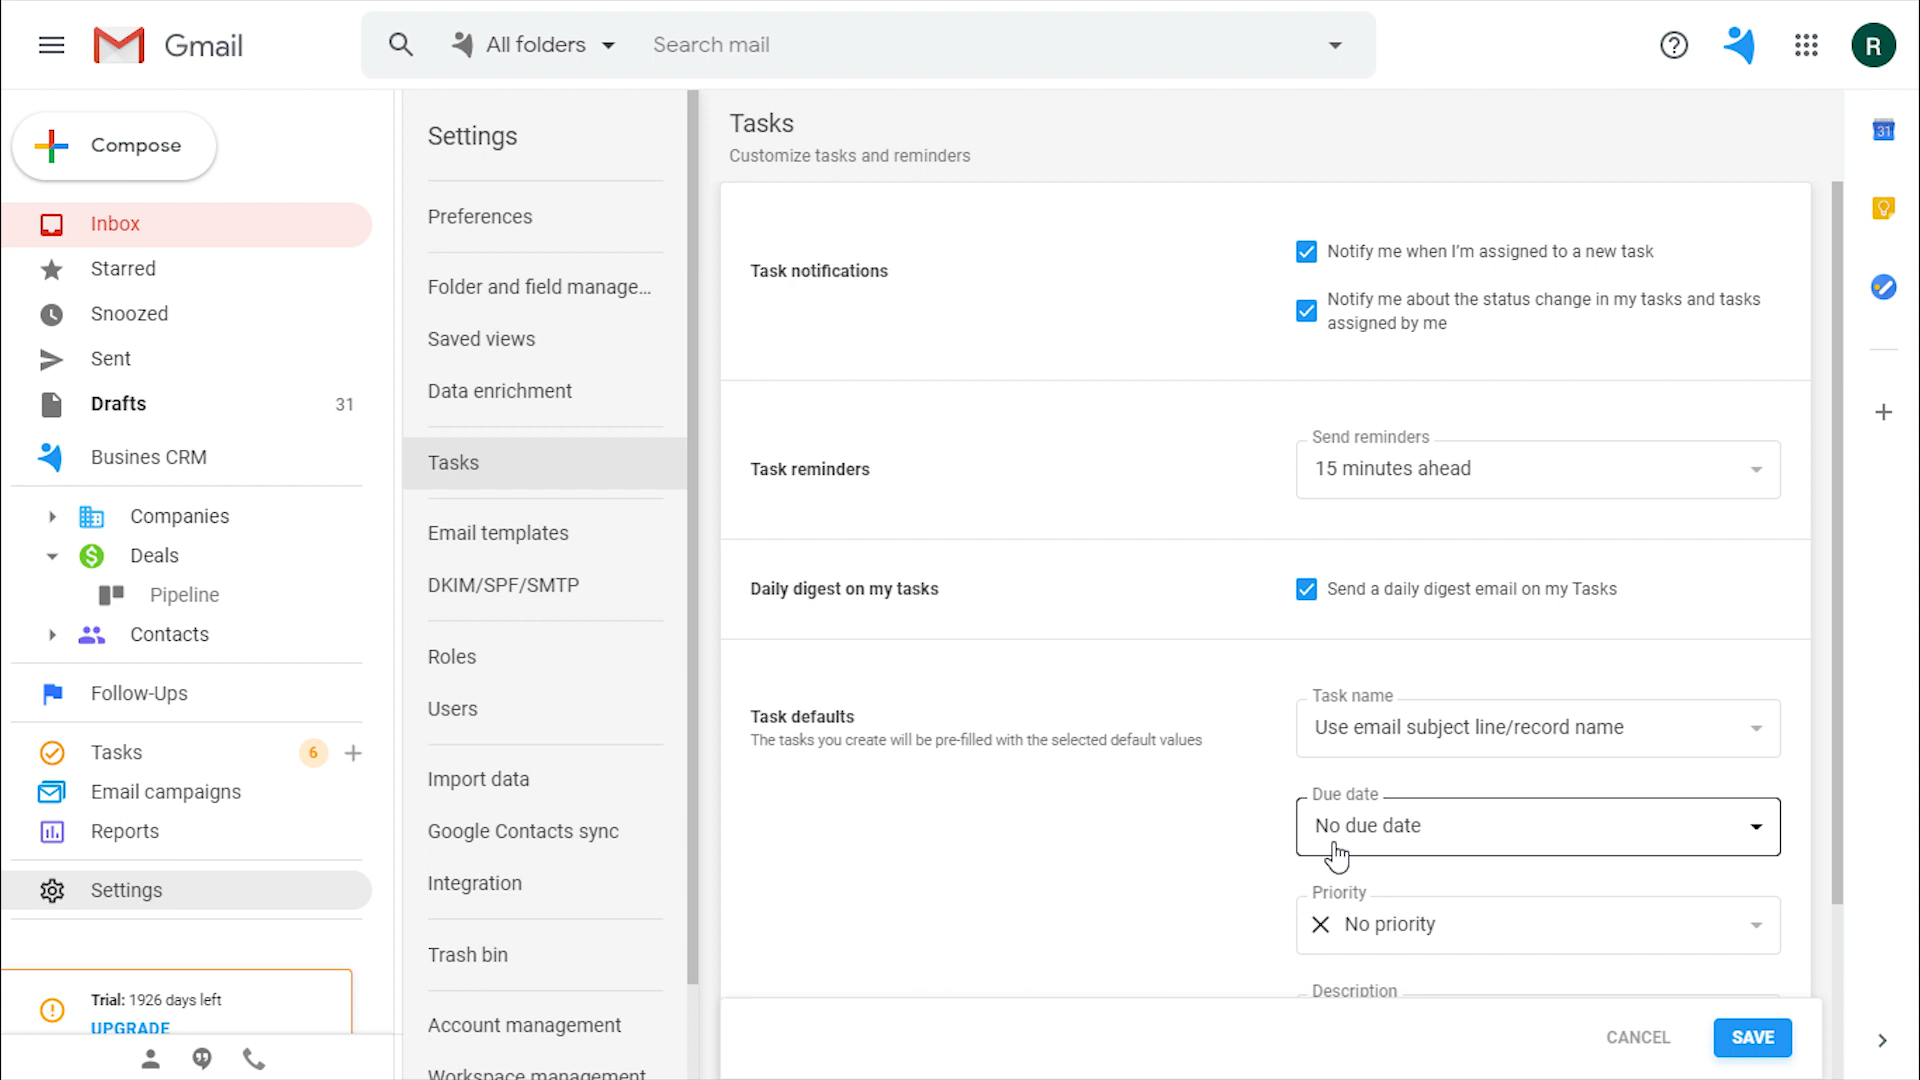 Gmail
All folders
Search mail
R
Compose
Inbox
Starred
Snoozed
Sent
Drafts 31
Busines CRM
Companies
Deals
Pipeline
Contacts
Follow-Ups
Tasks 6
Email campaigns
Reports
Settings
Trial: 1926 days left
UPGRADE
Settings
Preferences
Folder and field manage...
Saved views
Data enrichment
Tasks
Email templates
DKIM/SPF/SMTP
Roles
Users
Import data
Google Contacts sync
Integration
Trash bin
Account management
Workspace management
Tasks
Customize tasks and reminders
Task notifications
Notify me when I'm assigned to a new task
Notify me about the status change in my tasks and tasks
assigned by me
Task reminders
Send reminders
15 minutes ahead
Daily digest on my tasks
Send a daily digest email on my Tasks
Task defaults
The tasks you create will be pre-filled with the selected default values
Task name
Use email subject line/record name
Due date
No due date
Priority
No priority
Description
CANCEL
SAVE
31